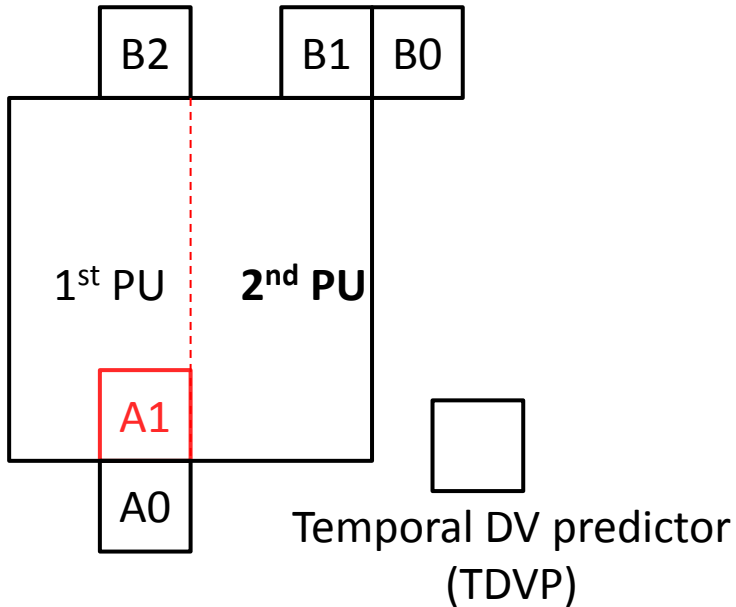 B2 B1 B0
1st PU 2nd PU
A1
A0
Temporal DV predictor
(TDVP)